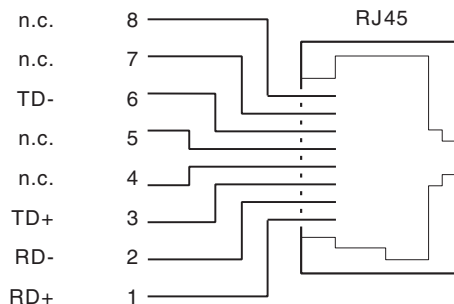 RJ45
n.c. 8
n.c. 7
TD- 6
n.c. 5
n.c. 4
TD+ 3
RD- 2
RD+ 1